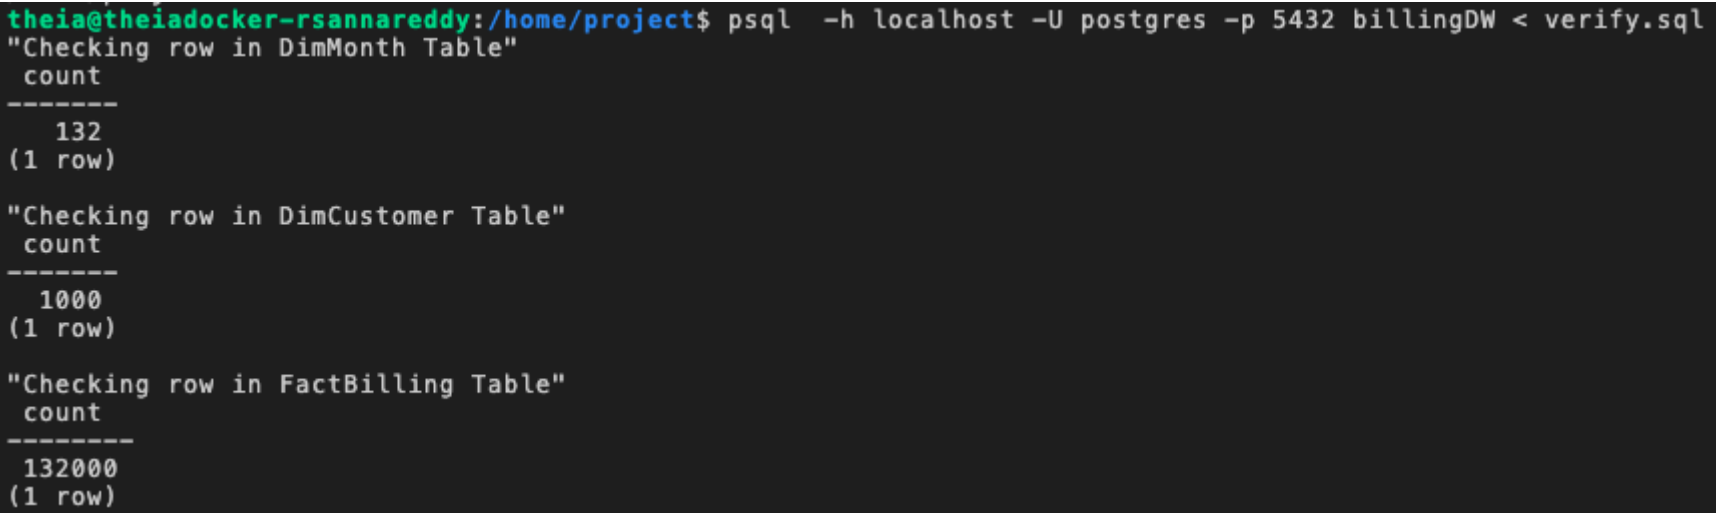 theia@theiadocker-rsannareddy:/home/project$ psql  -h localhost -U postgres -p 5432 billingDW < verify.sql
"Checking row in DimMonth Table"
 count
-------
   132
(1 row)

"Checking row in DimCustomer Table"
 count
-------
  1000
(1 row)

"Checking row in FactBilling Table"
 count
--------
 132000
(1 row)